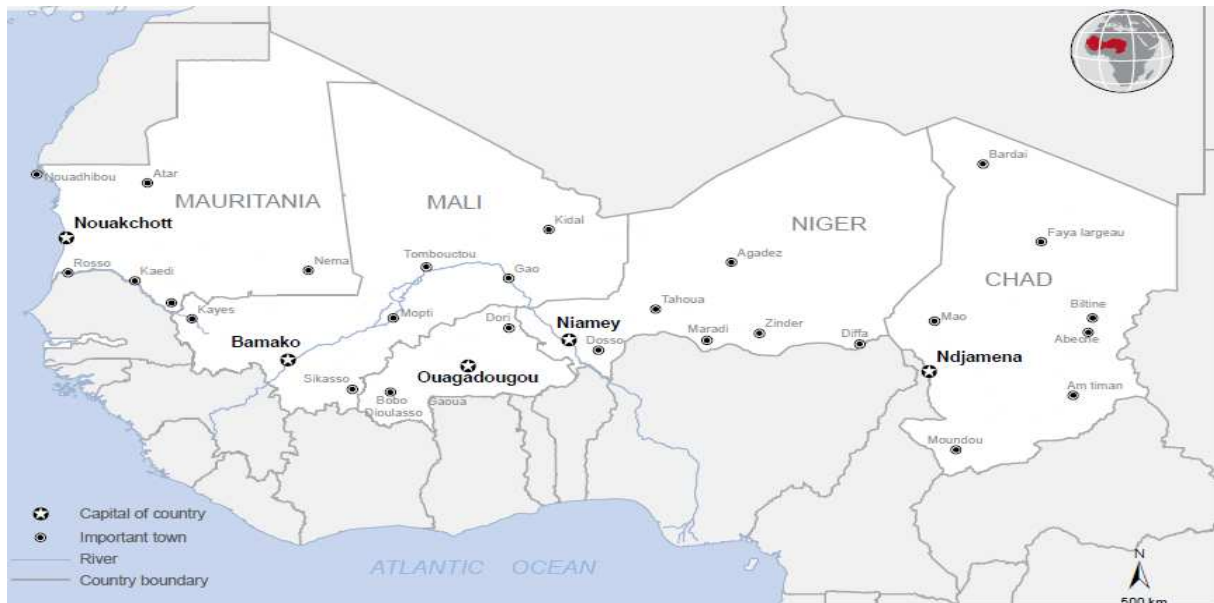 Bardai
Nouadhibou
Atar
MAURITANIA
MALI
NIGER
Nouakchott
Kidal
Faya largeau
Rosso
Kaedi
Nema
Tombouctou
Gao
Agadez
CHAD
Kayes
Mopti
Dori
Tahoua
Mao
Biltine
Abeche
Bamako
Niamey
Dosso
Maradi
Zinder
Diffa
Ndjamena
Sikasso
Ouagadougou
Bobo
Dioulasso
Gaoua
Am timan
Moundou
Capital of country
Important town
River
Country boundary
ATLANTIC OCEAN
N
500 km